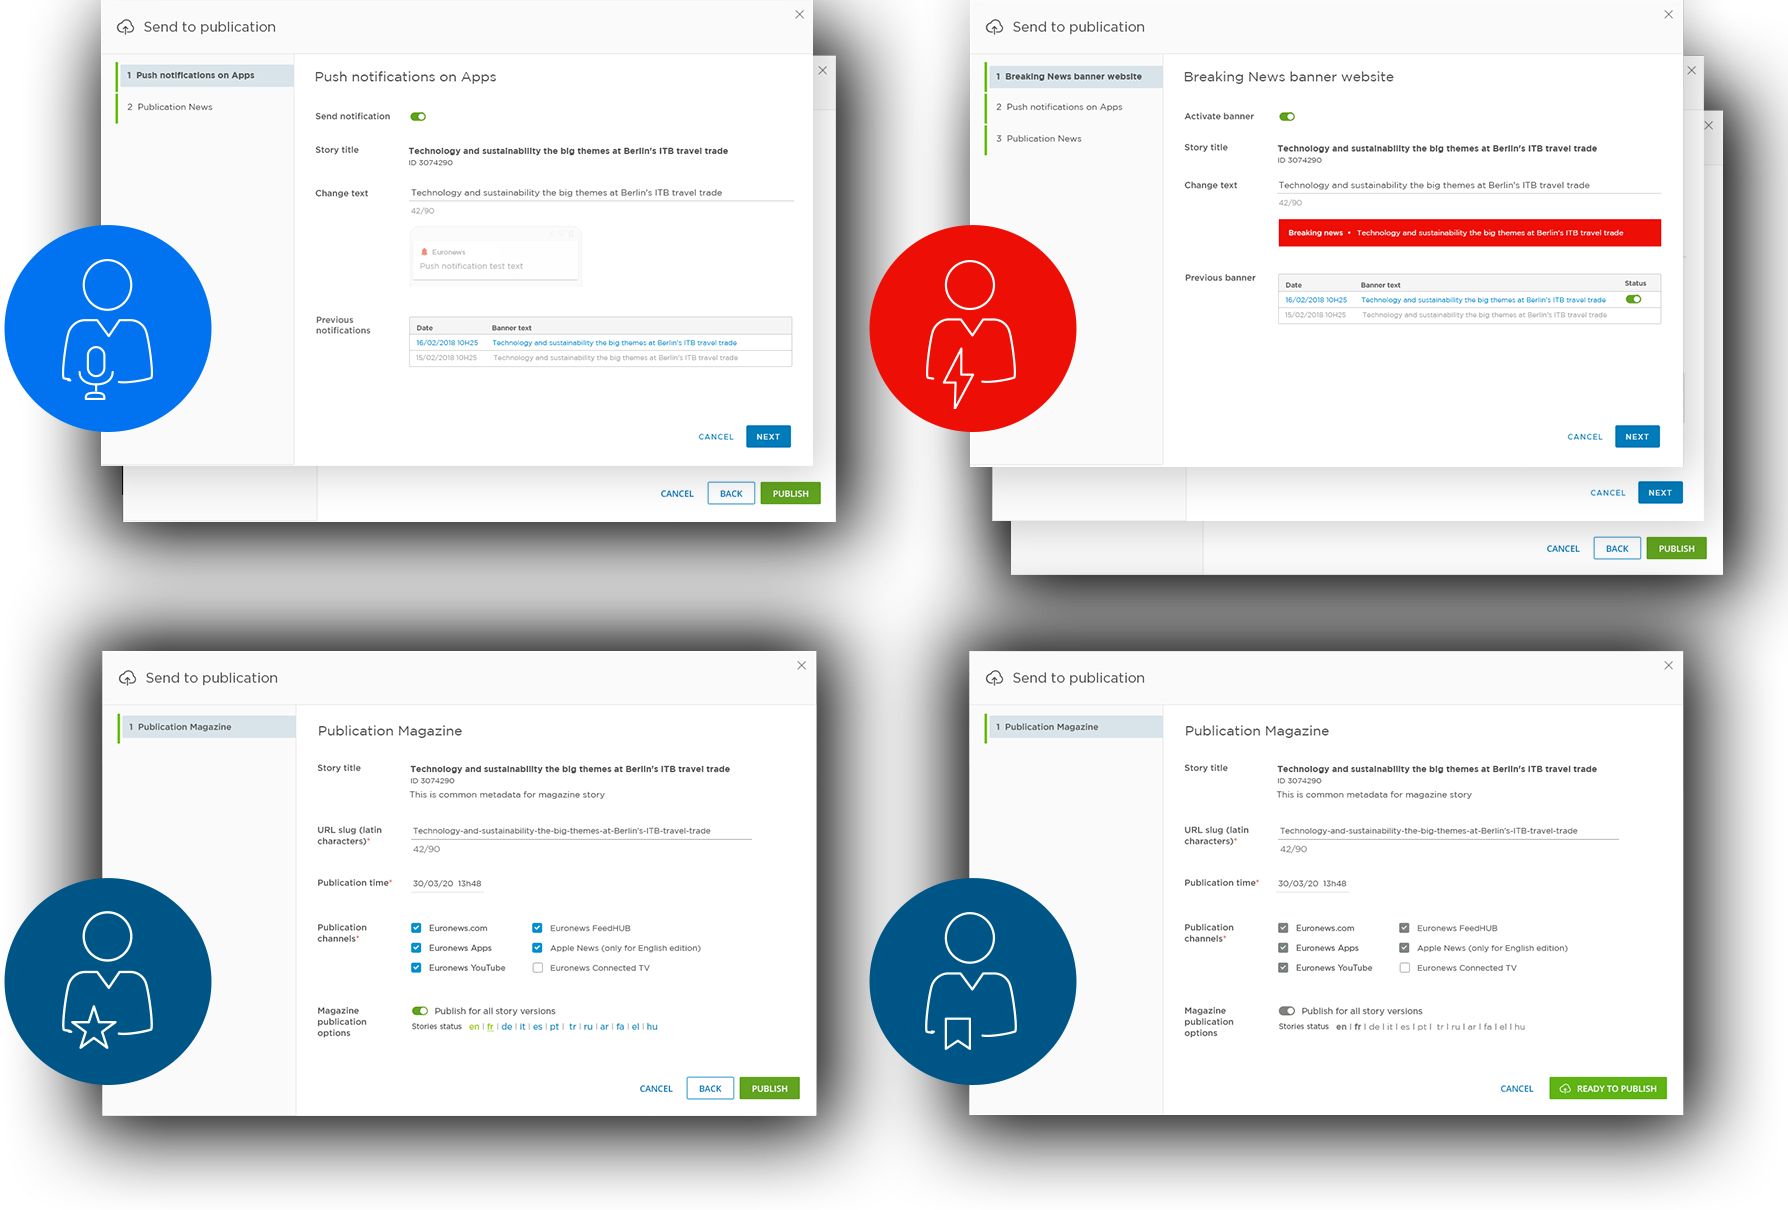 Send to publication
1 Push notifications on Apps
2 Publication News
Push notifications on Apps
Send notification
Story title
Technology and sustainability the big themes at Berlin's ITB travel trade
ID 3074290
Change text
Technology and sustainability the big themes at Berlin's ITB travel trade
42/90
Euronews
Push notification test text
Previous notifications
Date Banner text
16/02/2018 10H25 Technology and sustainability the big themes at Berlin's ITB travel trade
15/02/2018 10H25 Technology and sustainability the big themes at Berlin's ITB travel trade
CANCEL NEXT
CANCEL BACK PUBLISH
Send to publication
1 Breaking News banner website
2 Push notifications on Apps
3 Publication News
Breaking News banner website
Activate banner
Story title
Technology and sustainability the big themes at Berlin's ITB travel trade
ID 3074290
Change text
Technology and sustainability the big themes at Berlin's ITB travel trade
42/90
Breaking news • Technology and sustainability the big themes at Berlin's ITB travel trade
Previous banner
Date Banner text Status
16/02/2018 10H25 Technology and sustainability the big themes at Berlin's ITB travel trade
15/02/2018 10H25 Technology and sustainability the big themes at Berlin's ITB travel trade
CANCEL NEXT
CANCEL NEXT
CANCEL BACK PUBLISH
Send to publication
1 Publication Magazine
Publication Magazine
Story title
Technology and sustainability the big themes at Berlin's ITB travel trade
ID 3074290
This is common metadata for magazine story
URL slug (latin
characters)*
Technology-and-sustainability-the-big-themes-at-Berlin's-ITB-travel-trade
42/90
Publication time* 30/03/20 13h48
Publication
channels*
Euronews.com Euronews FeedHUB
Euronews Apps Apple News (only for English edition)
Euronews YouTube Euronews Connected TV
Magazine
publication
options
Publish for all story versions
Stories status en | fr | de | it | es | pt | tr | ru | ar | fa | el | hu
CANCEL BACK PUBLISH
Send to publication
1 Publication Magazine
Publication Magazine
Story title
Technology and sustainability the big themes at Berlin's ITB travel trade
ID 3074290
This is common metadata for magazine story
URL slug (latin
characters)*
Technology-and-sustainability-the-big-themes-at-Berlin's-ITB-travel-trade
42/90
Publication time* 30/03/20 13h48
Publication
channels*
Euronews.com Euronews FeedHUB
Euronews Apps Apple News (only for English edition)
Euronews YouTube Euronews Connected TV
Magazine
publication
options
Publish for all story versions
Stories status en | fr | de | it | es | pt | tr | ru | ar | fa | el | hu
CANCEL READY TO PUBLISH